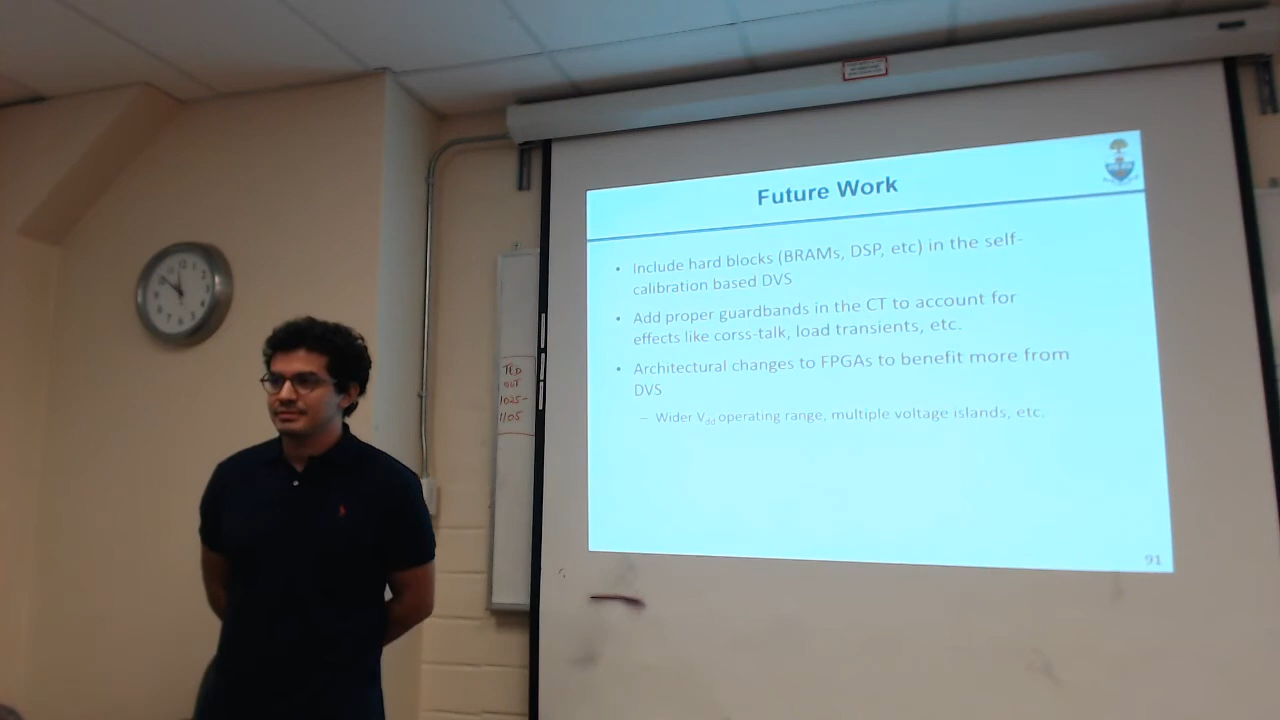 Future Work
• Include hard blocks (BRAMs, DSP, etc) in the self-
calibration based DVS
• Add proper guardbands in the CT to account for
effects like corss-talk, load transients, etc.
• Architectural changes to FPGAs to benefit more from
DVS
– Wider Vdd operating range, multiple voltage islands, etc.
91
1025-
1105